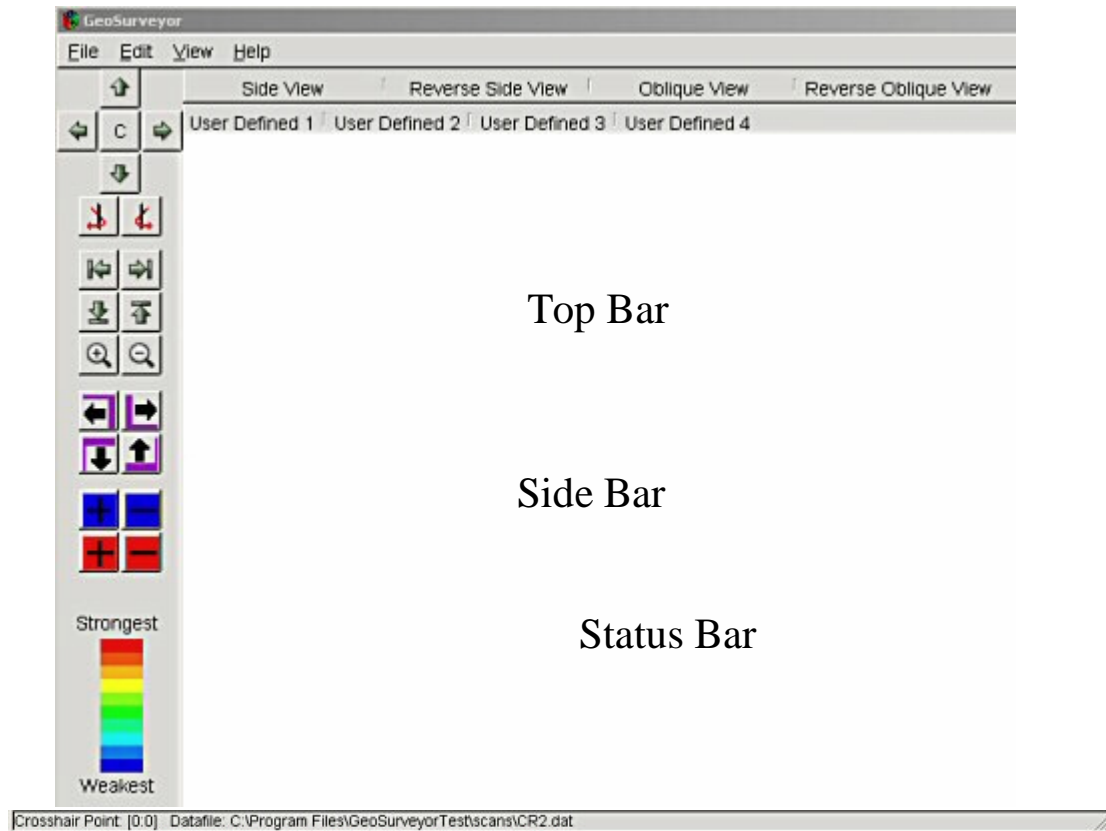 GeoSurveyor
File Edit View Help
Side View Reverse Side View Oblique View Reverse Oblique View
C
User Defined 1 User Defined 2 User Defined 3 User Defined 4
Top Bar
Side Bar
Strongest
Status Bar
Weakest
Crosshair Point: [0:0] Datafile: C:\Program Files\GeoSurveyorTest\scans\CR2.dat